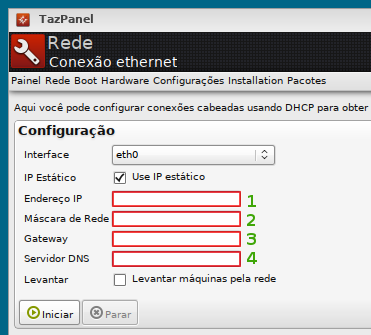 TazPanel
Rede
Conexão ethernet
Painel Rede Boot Hardware Configurações Installation Pacotes
Aqui você pode configurar conexões cabeadas usando DHCP para obter
Configuração
Interface eth0
IP Estático Use IP estático
Endereço IP 1
Máscara de Rede 2
Gateway 3
Servidor DNS 4
Levantar Levantar máquinas pela rede
Iniciar Parar